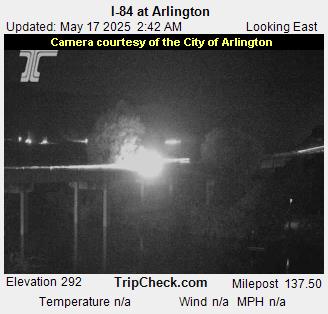 I-84 at Arlington
Updated: May 17 2025 2:42 AM Looking East
Camera courtesy of the City of Arlington
Elevation 292 TripCheck.com Milepost 137.50
Temperature n/a Wind n/a MPH n/a